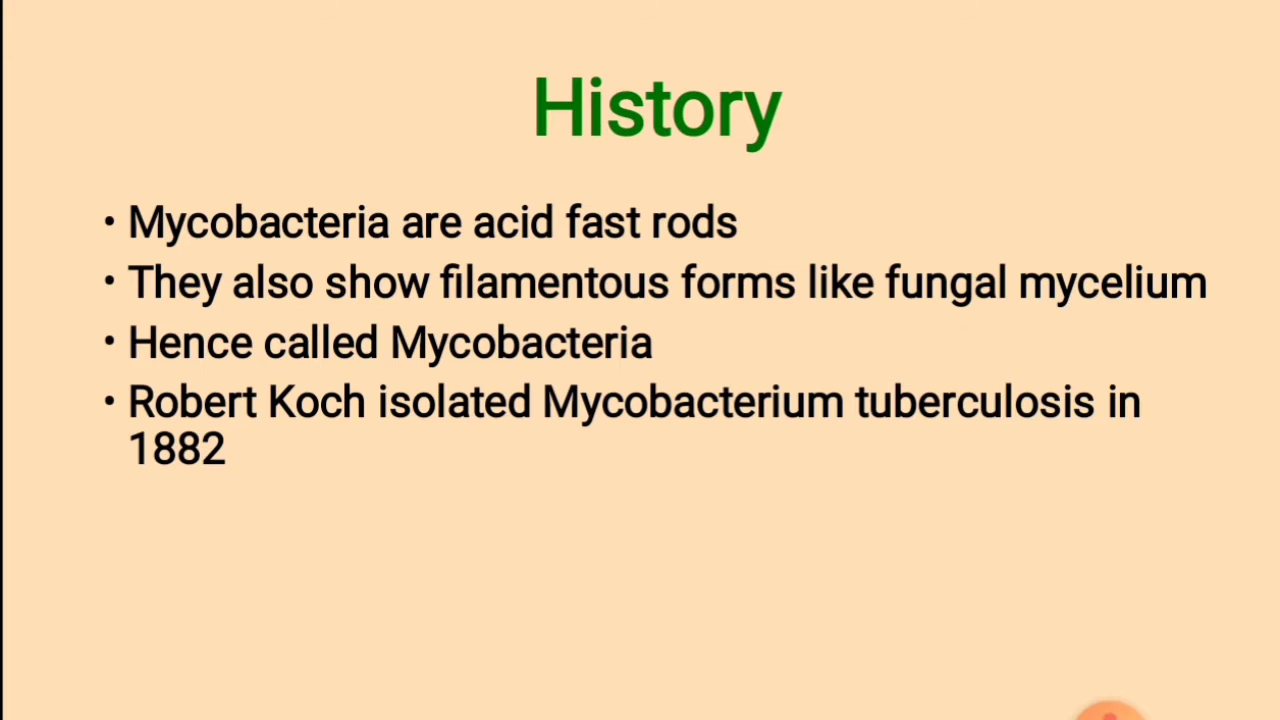 History
• Mycobacteria are acid fast rods
• They also show filamentous forms like fungal mycelium
• Hence called Mycobacteria
• Robert Koch isolated Mycobacterium tuberculosis in
1882